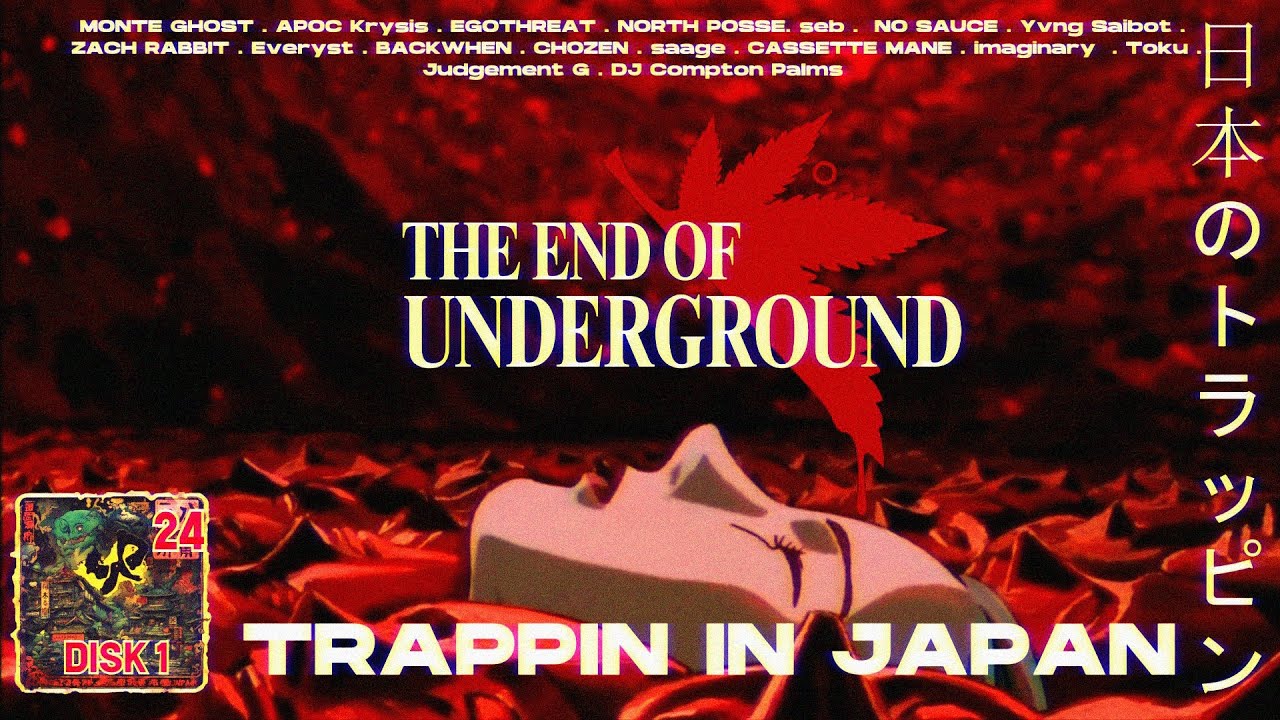 MONTE GHOST . APOC Krysis . EGOTHREAT . NORTH POSSE. seb . NO SAUCE . Yvng Saibot .
ZACH RABBIT . Everyst . BACKWHEN . CHOZEN . saage . CASSETTE MANE . imaginary . Toku .
Judgement G . DJ Compton Palms
日本のトラッピン
THE END OF
UNDERGROUND
24
DISK 1
TRAPPIN IN JAPAN